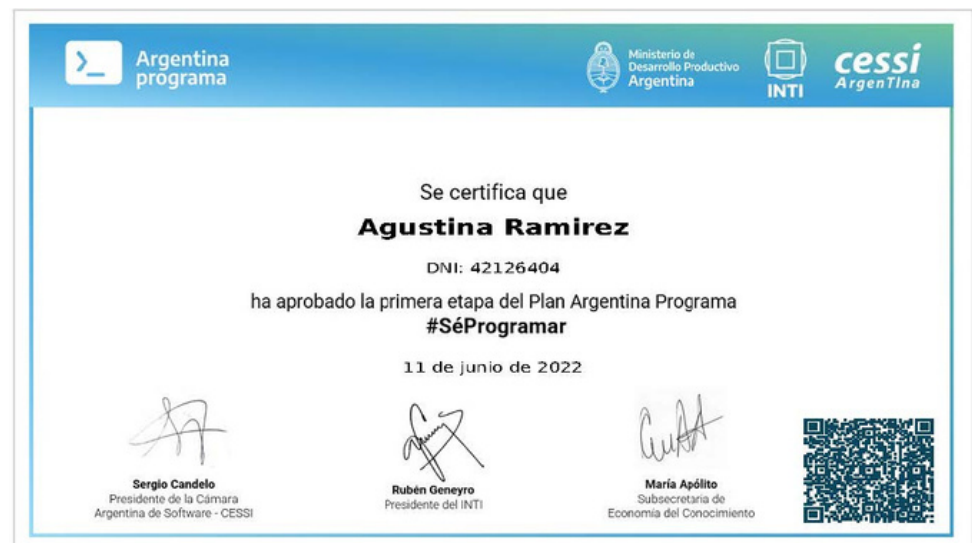 Argentina
programa
Ministerio de
Desarrollo Productivo
Argentina
INTI
cessi
ArgenTIna
Se certifica que
Agustina Ramirez
DNI: 42126404
ha aprobado la primera etapa del Plan Argentina Programa
#SéProgramar
11 de junio de 2022
Sergio Candelo
Presidente de la Cámara
Argentina de Software - CESSI
Rubén Geneyro
Presidente del INTI
María Apólito
Subsecretaria de
Economía del Conocimiento